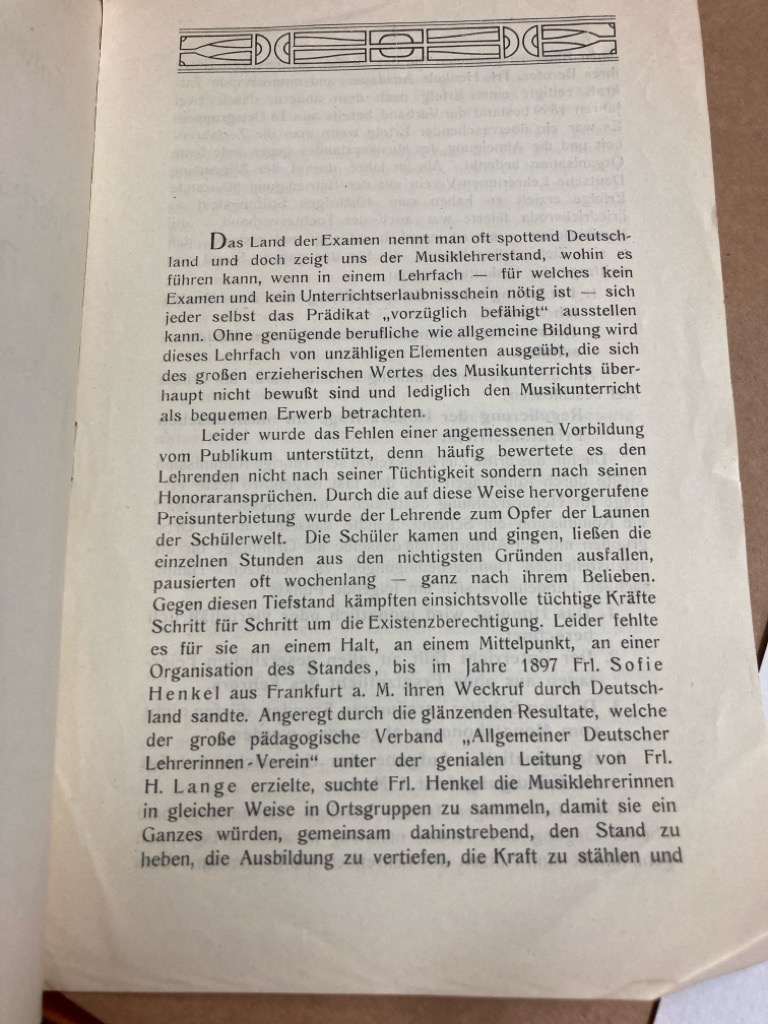 Das Land der Examen nennt man oft spottend Deutsch-
land und doch zeigt uns der Musiklehrerstand, wohin es
führen kann, wenn in einem Lehrfach — für welches kein
Examen und kein Unterrichtserlaubnisschein nötig ist — sich
jeder selbst das Prädikat „vorzüglich befähigt" ausstellen
kann. Ohne genügende berufliche wie allgemeine Bildung wird
dieses Lehrfach von unzähligen Elementen ausgeübt, die sich
des großen erzieherischen Wertes des Musikunterrichts über-
haupt nicht bewußt sind und lediglich den Musikunterricht
als bequemen Erwerb betrachten.
Leider wurde das Fehlen einer angemessenen Vorbildung
vom Publikum unterstützt, denn häufig bewertete es den
Lehrenden nicht nach seiner Tüchtigkeit sondern nach seinen
Honoraransprüchen. Durch die auf diese Weise hervorgerufene
Preisunterbietung wurde der Lehrende zum Opfer der Launen
der Schülerwelt. Die Schüler kamen und gingen, ließen die
einzelnen Stunden aus den nichtigsten Gründen ausfallen,
pausierten oft wochenlang — ganz nach ihrem Belieben.
Gegen diesen Tiefstand kämpften einsichtsvolle tüchtige Kräfte
Schritt für Schritt um die Existenzberechtigung. Leider fehlte
es für sie an einem Halt, an einem Mittelpunkt, an einer
Organisation des Standes, bis im Jahre 1897 Frl. Sofie
Henkel aus Frankfurt a. M. ihren Weckruf durch Deutsch-
land sandte. Angeregt durch die glänzenden Resultate, welche
der große pädagogische Verband „Allgemeiner Deutscher
Lehrerinnen-Verein" unter der genialen Leitung von Frl.
H. Lange erzielte, suchte Frl. Henkel die Musiklehrerinnen
in gleicher Weise in Ortsgruppen zu sammeln, damit sie ein
Ganzes würden, gemeinsam dahinstrebend, den Stand zu
heben, die Ausbildung zu vertiefen, die Kraft zu stählen und